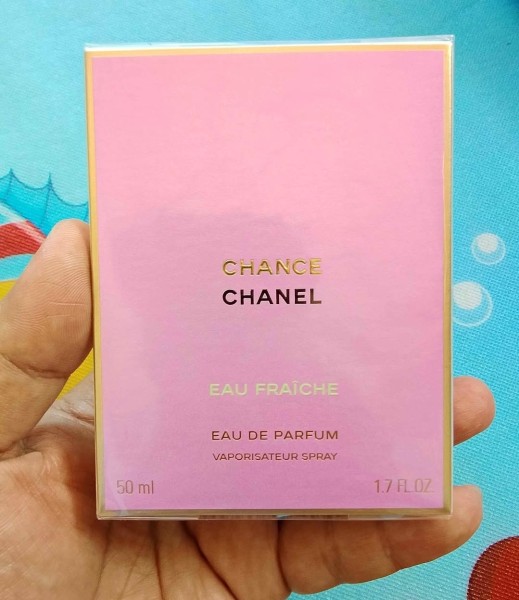 CHANCE
CHANEL
EAU FRAÎCHE
EAU DE PARFUM
VAPORISATEUR SPRAY
50 ml 1.7 FL.OZ.